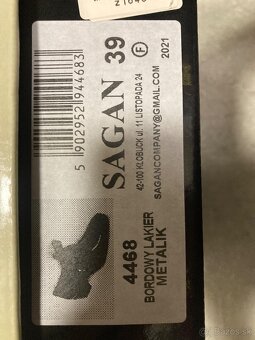 5 902952 944683
SAGAN 39
F
2021
42-100 KŁOBUCK ul. 11 LISTOPADA 24
SAGANCOMPANY@GMAIL.COM
4468
BORDOWY LAKIER
METALIK